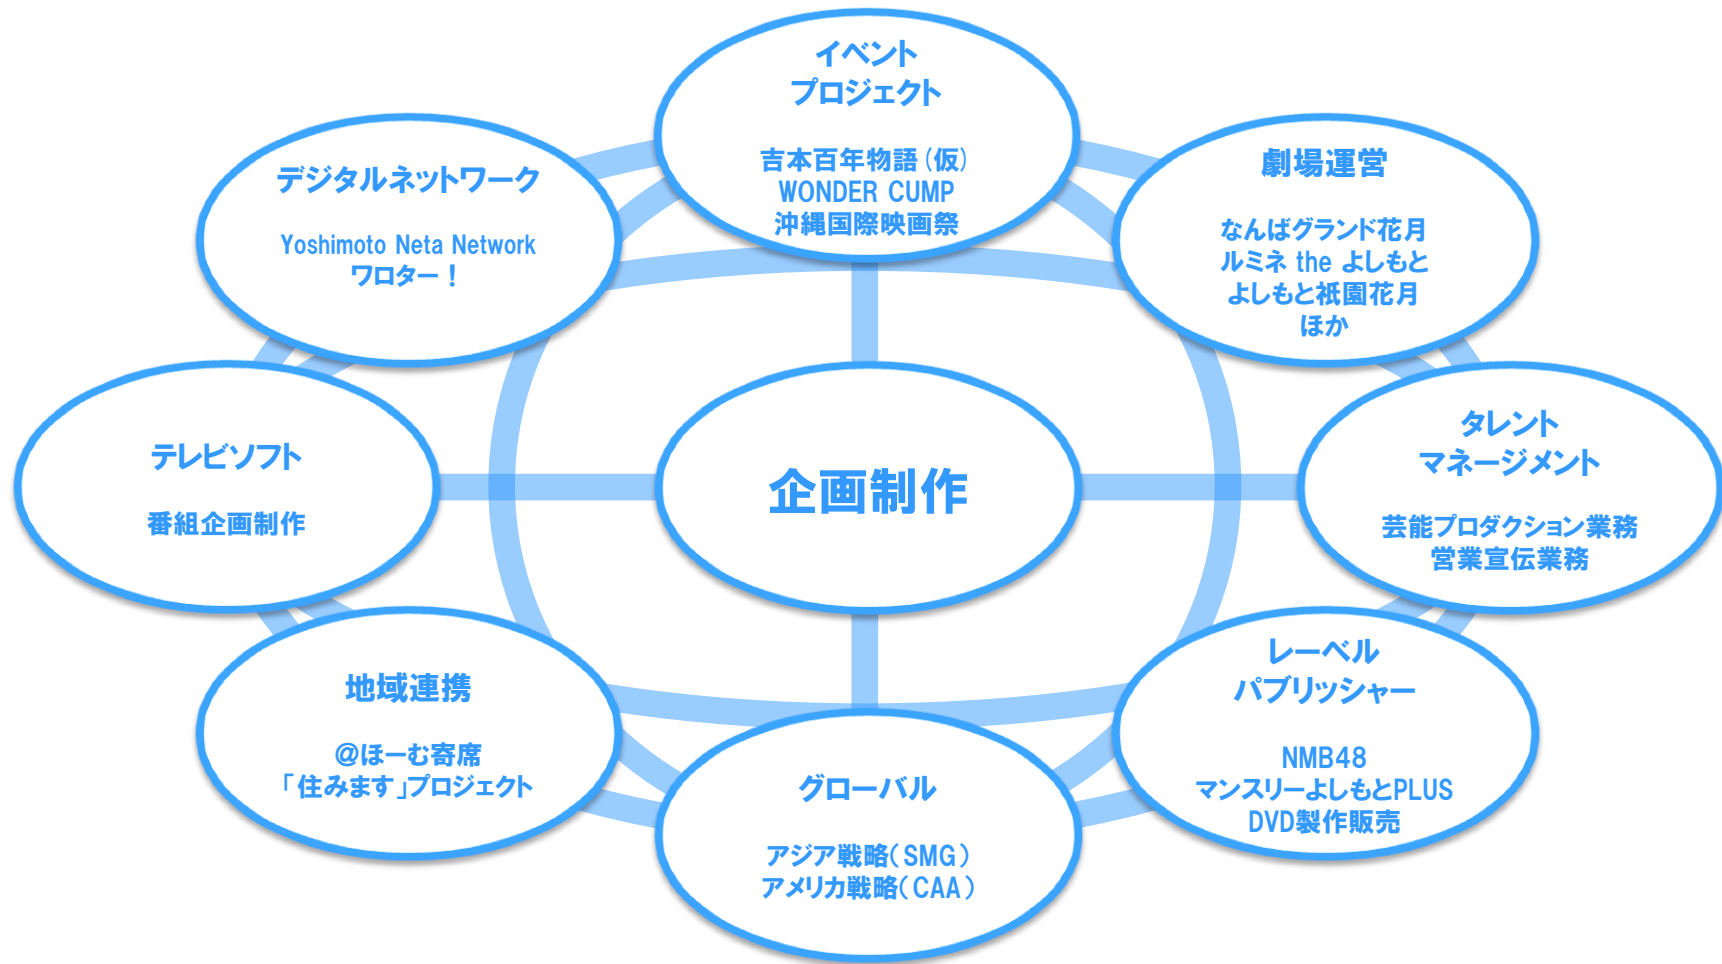 イベント
プロジェクト
吉本百年物語（仮）
WONDER CUMP
沖縄国際映画祭
デジタルネットワーク
Yoshimoto Neta Network
ワロター！
劇場運営
なんばグランド花月
ルミネ the よしもと
よしもと祇園花月
ほか
テレビソフト
番組企画制作
企画制作
タレント
マネージメント
芸能プロダクション業務
営業宣伝業務
地域連携
＠ほーむ寄席
「住みます」プロジェクト
グローバル
アジア戦略（SMG）
アメリカ戦略（CAA）
レーベル
パブリッシャー
NMB48
マンスリーよしもとPLUS
DVD製作販売